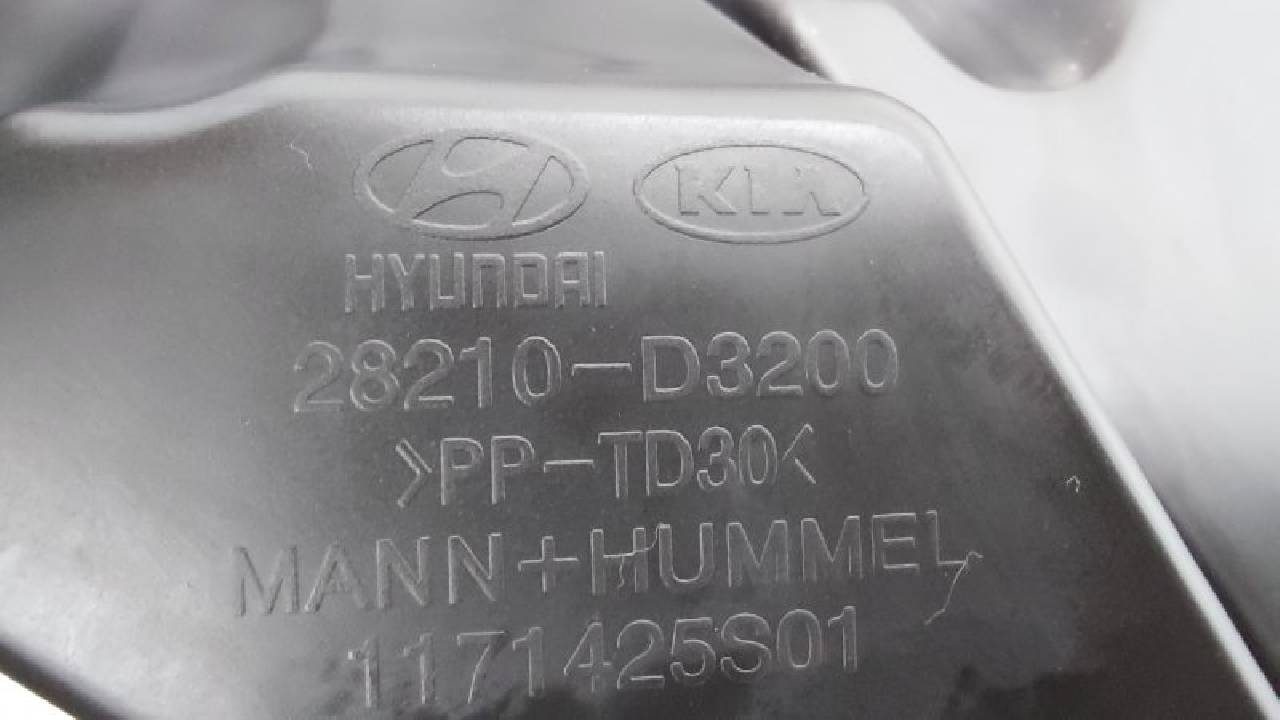 KIA
HYUNDAI
28210-D3200
>PP-TD30<
MANN+HUMMEL
1171425S01